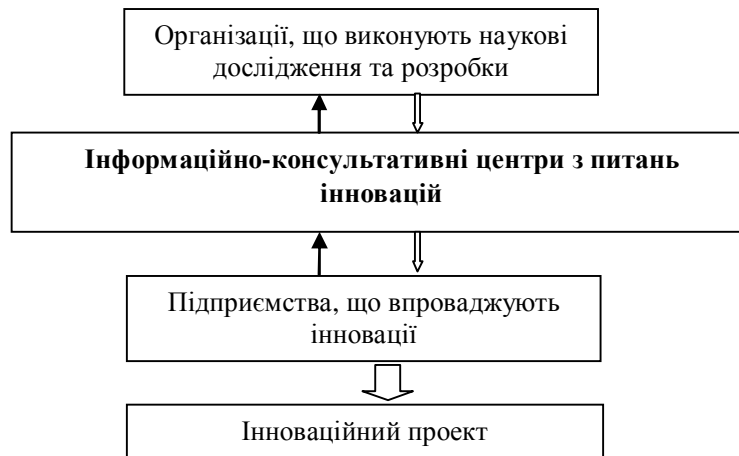 Організації, що виконують наукові
дослідження та розробки
Інформаційно-консультативні центри з питань
інновацій
Підприємства, що впроваджують
інновації
Інноваційний проект